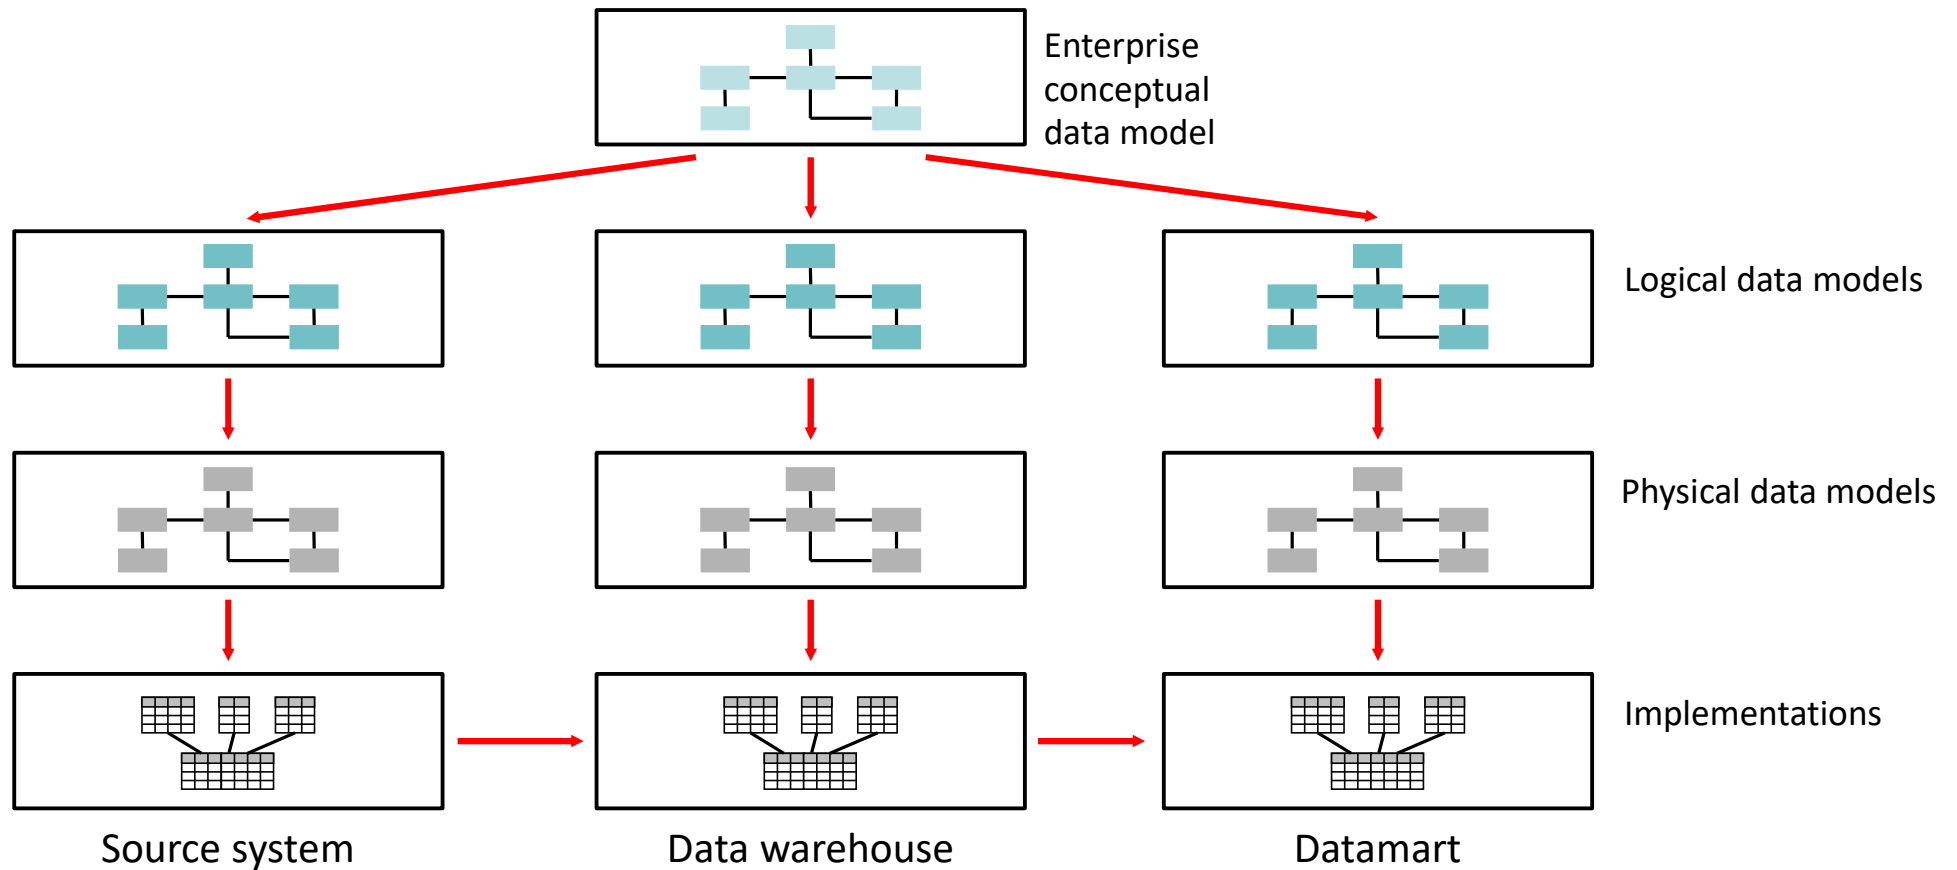 Enterprise
conceptual
data model
Logical data models
Physical data models
Implementations
Source system
Data warehouse
Datamart